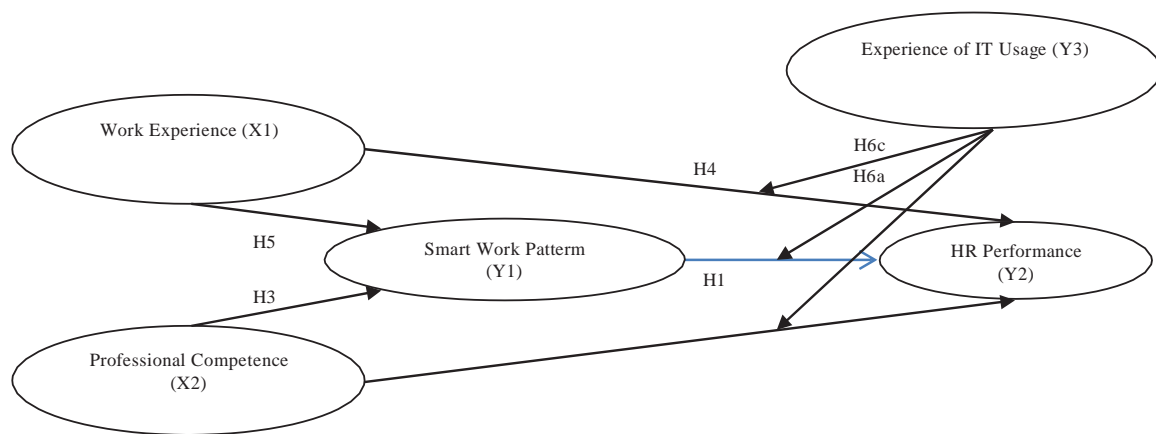 Experience of IT Usage (Y3)
Work Experience (X1)
H6c
H4
H6a
H5
Smart Work Patterm
(Y1)
HR Performance
(Y2)
H1
H3
Professional Competence
(X2)